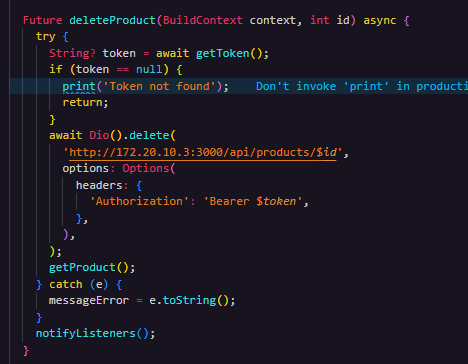 Future deleteProduct(BuildContext context, int id) async {
try {
String? token = await getToken();
if (token == null) {
print('Token not found');    Don't invoke 'print' in producti
return;
}
await Dio().delete(
'http://172.20.10.3:3000/api/products/$id',
options: Options(
headers: {
'Authorization': 'Bearer $token',
},
),
);
getProduct();
} catch (e) {
messageError = e.toString();
}
notifyListeners();
}